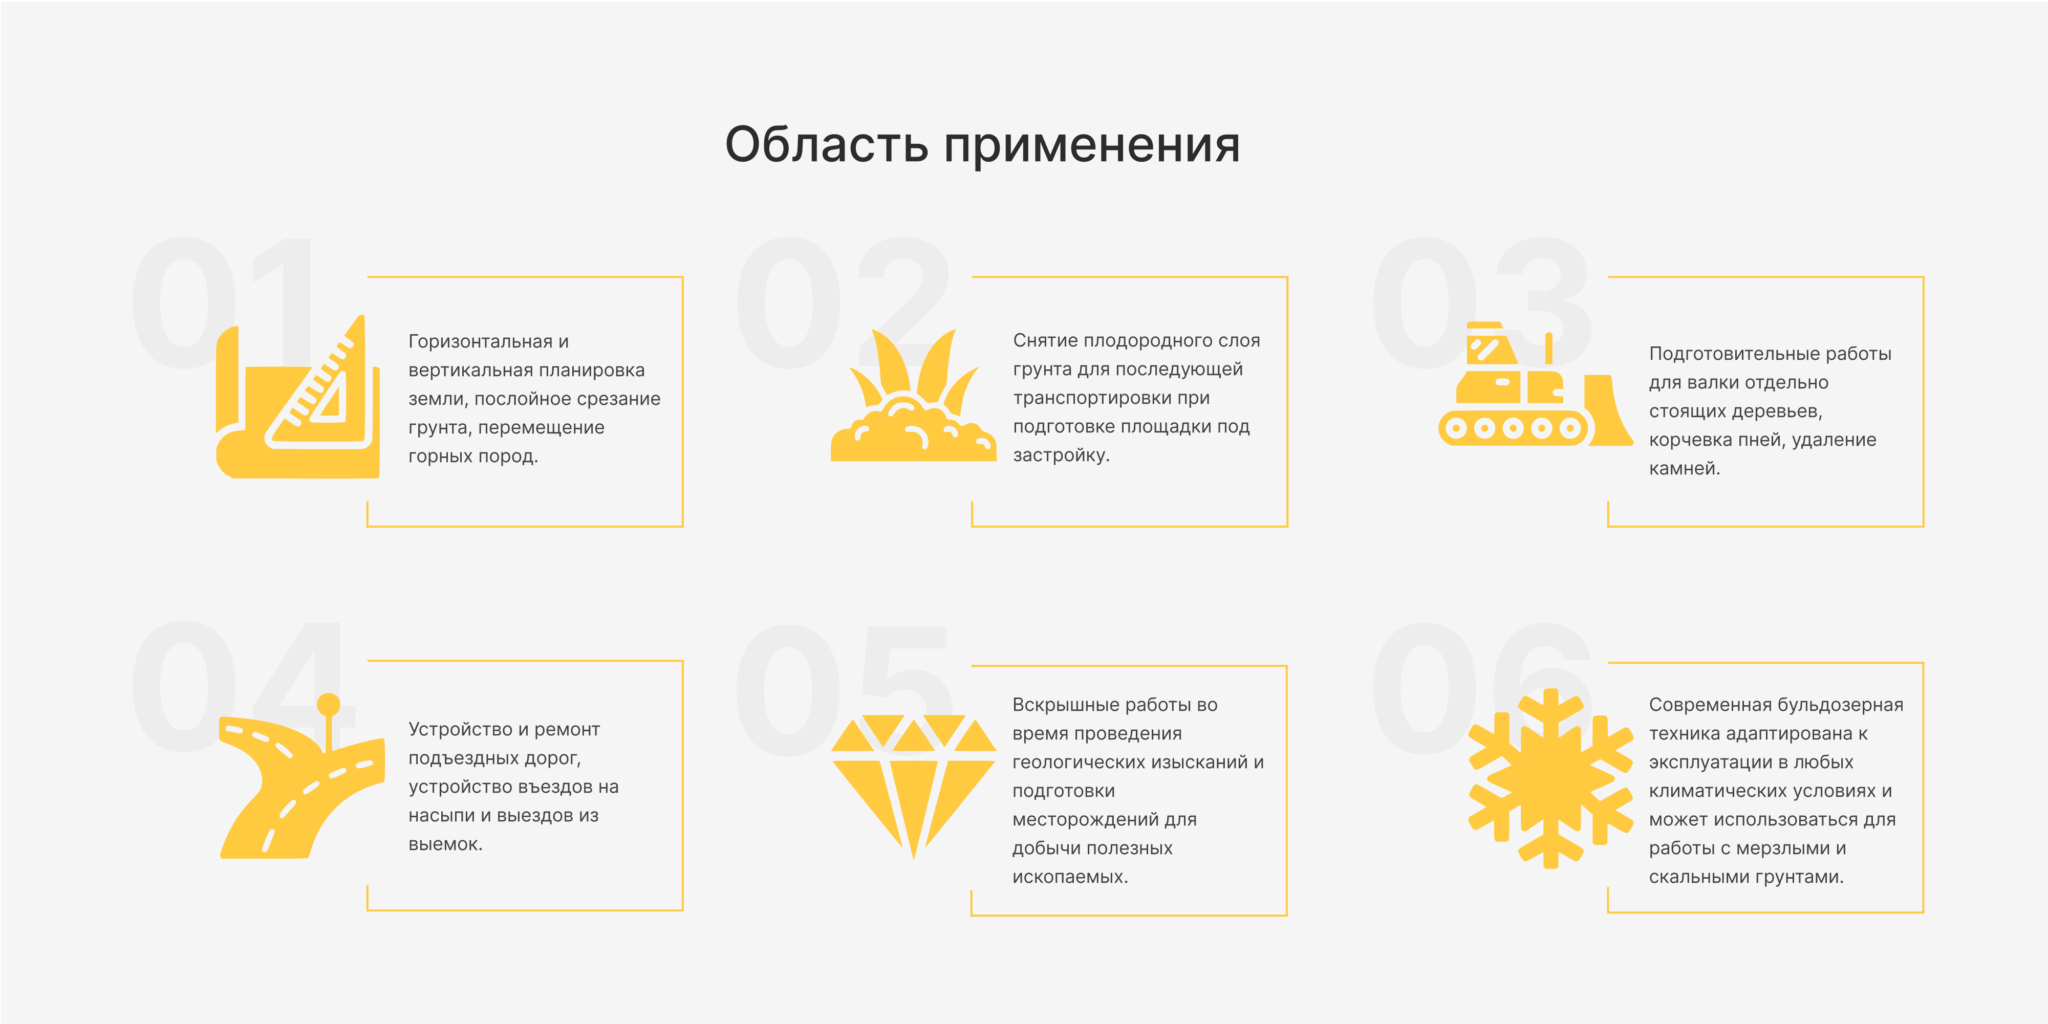 Область применения
01
Горизонтальная и
вертикальная планировка
земли, послойное срезание
грунта, перемещение
горных пород.
02
Снятие плодородного слоя
грунта для последующей
транспортировки при
подготовке площадки под
застройку.
03
Подготовительные работы
для валки отдельно
стоящих деревьев,
корчевка пней, удаление
камней.
04
Устройство и ремонт
подъездных дорог,
устройство въездов на
насыпи и выездов из
выемок.
05
Вскрышные работы во
время проведения
геологических изысканий и
подготовки
месторождений для
добычи полезных
ископаемых.
06
Современная бульдозерная
техника адаптирована к
эксплуатации в любых
климатических условиях и
может использоваться для
работы с мерзлыми и
скальными грунтами.